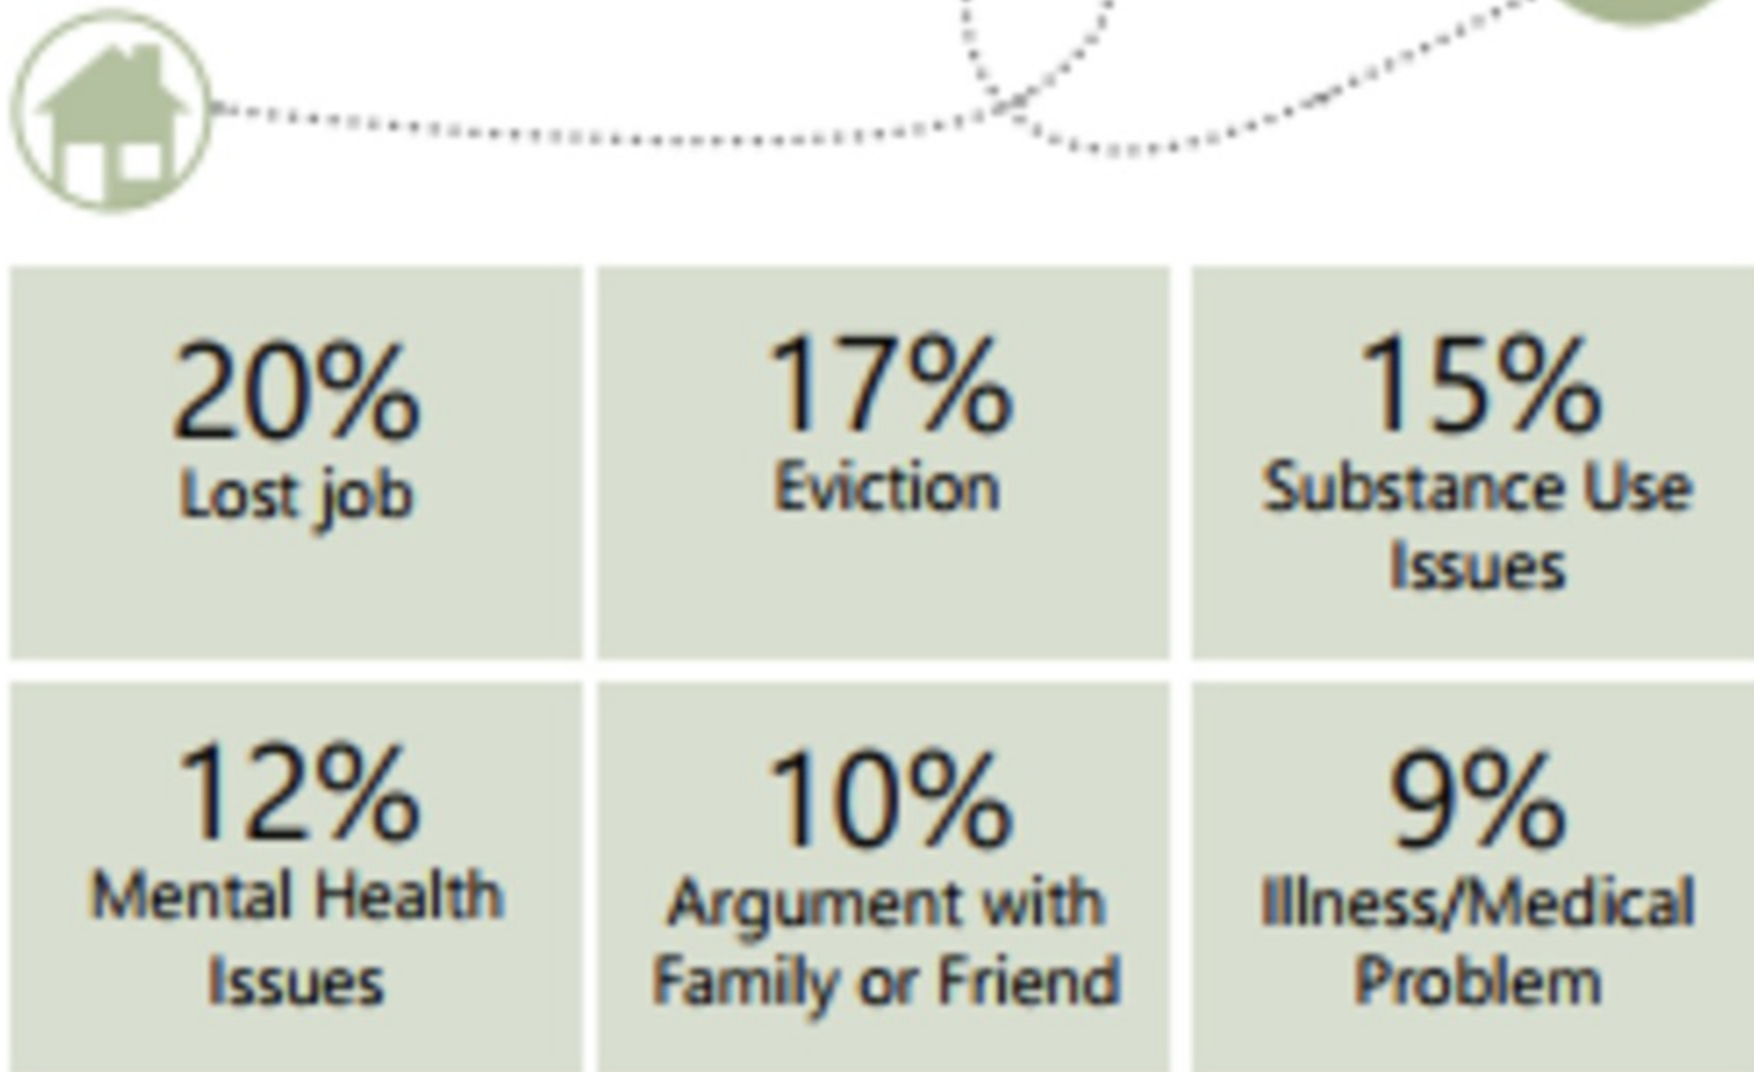 20%
Lost job
17%
Eviction
15%
Substance Use
Issues
12%
Mental Health
Issues
10%
Argument with
Family or Friend
9%
Illness/Medical
Problem